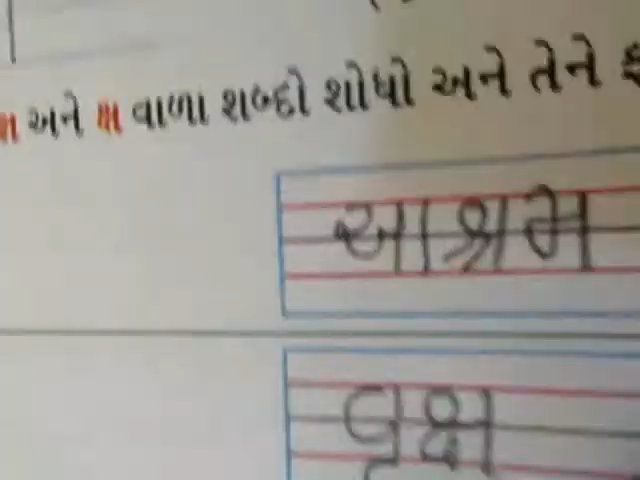 અને વાળા શબ્દો શોધો અને તેને
આશ્રમ
વૃક્ષ